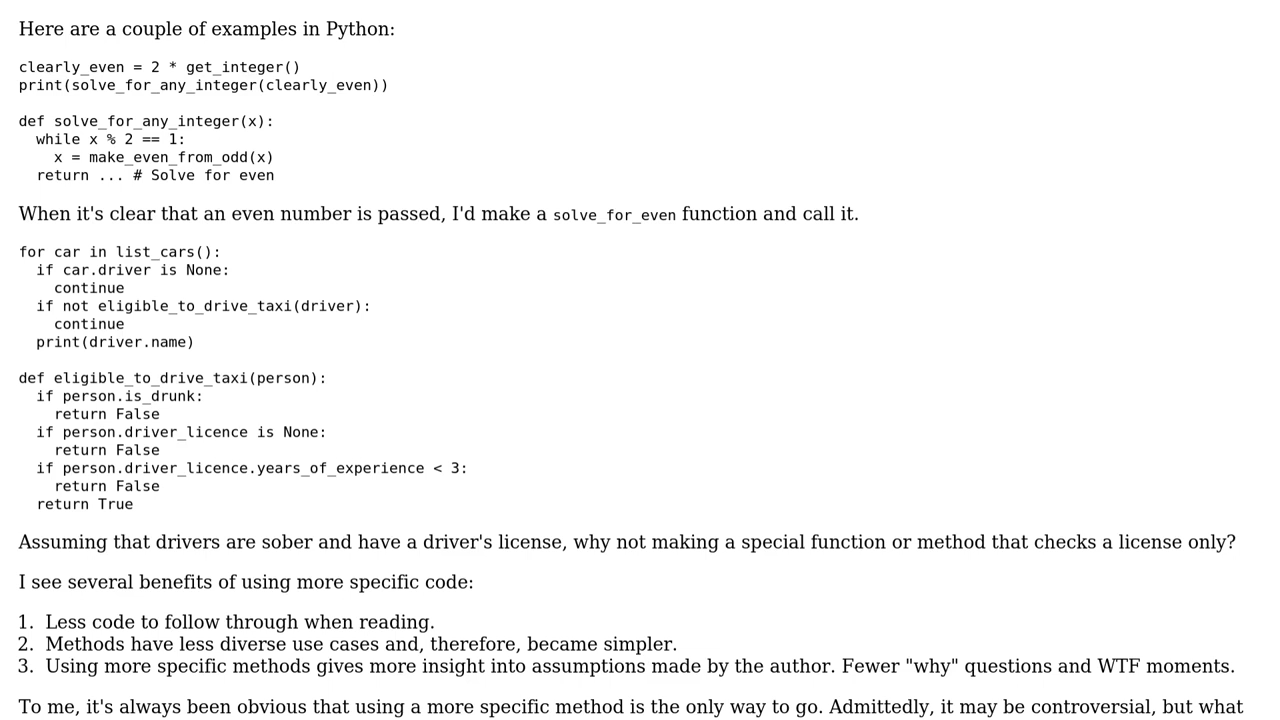 Here are a couple of examples in Python:
clearly_even = 2 * get_integer()
print(solve_for_any_integer(clearly_even))
def solve_for_any_integer(x):
  while x % 2 == 1:
    x = make_even_from_odd(x)
  return ... # Solve for even
When it's clear that an even number is passed, I'd make a solve_for_even function and call it.
for car in list_cars():
  if car.driver is None:
    continue
  if not eligible_to_drive_taxi(driver):
    continue
  print(driver.name)
def eligible_to_drive_taxi(person):
  if person.is_drunk:
    return False
  if person.driver_licence is None:
    return False
  if person.driver_licence.years_of_experience < 3:
    return False
  return True
Assuming that drivers are sober and have a driver's license, why not making a special function or method that checks a license only?
I see several benefits of using more specific code:
1. Less code to follow through when reading.
2. Methods have less diverse use cases and, therefore, became simpler.
3. Using more specific methods gives more insight into assumptions made by the author. Fewer "why" questions and WTF moments.
To me, it's always been obvious that using a more specific method is the only way to go. Admittedly, it may be controversial, but what